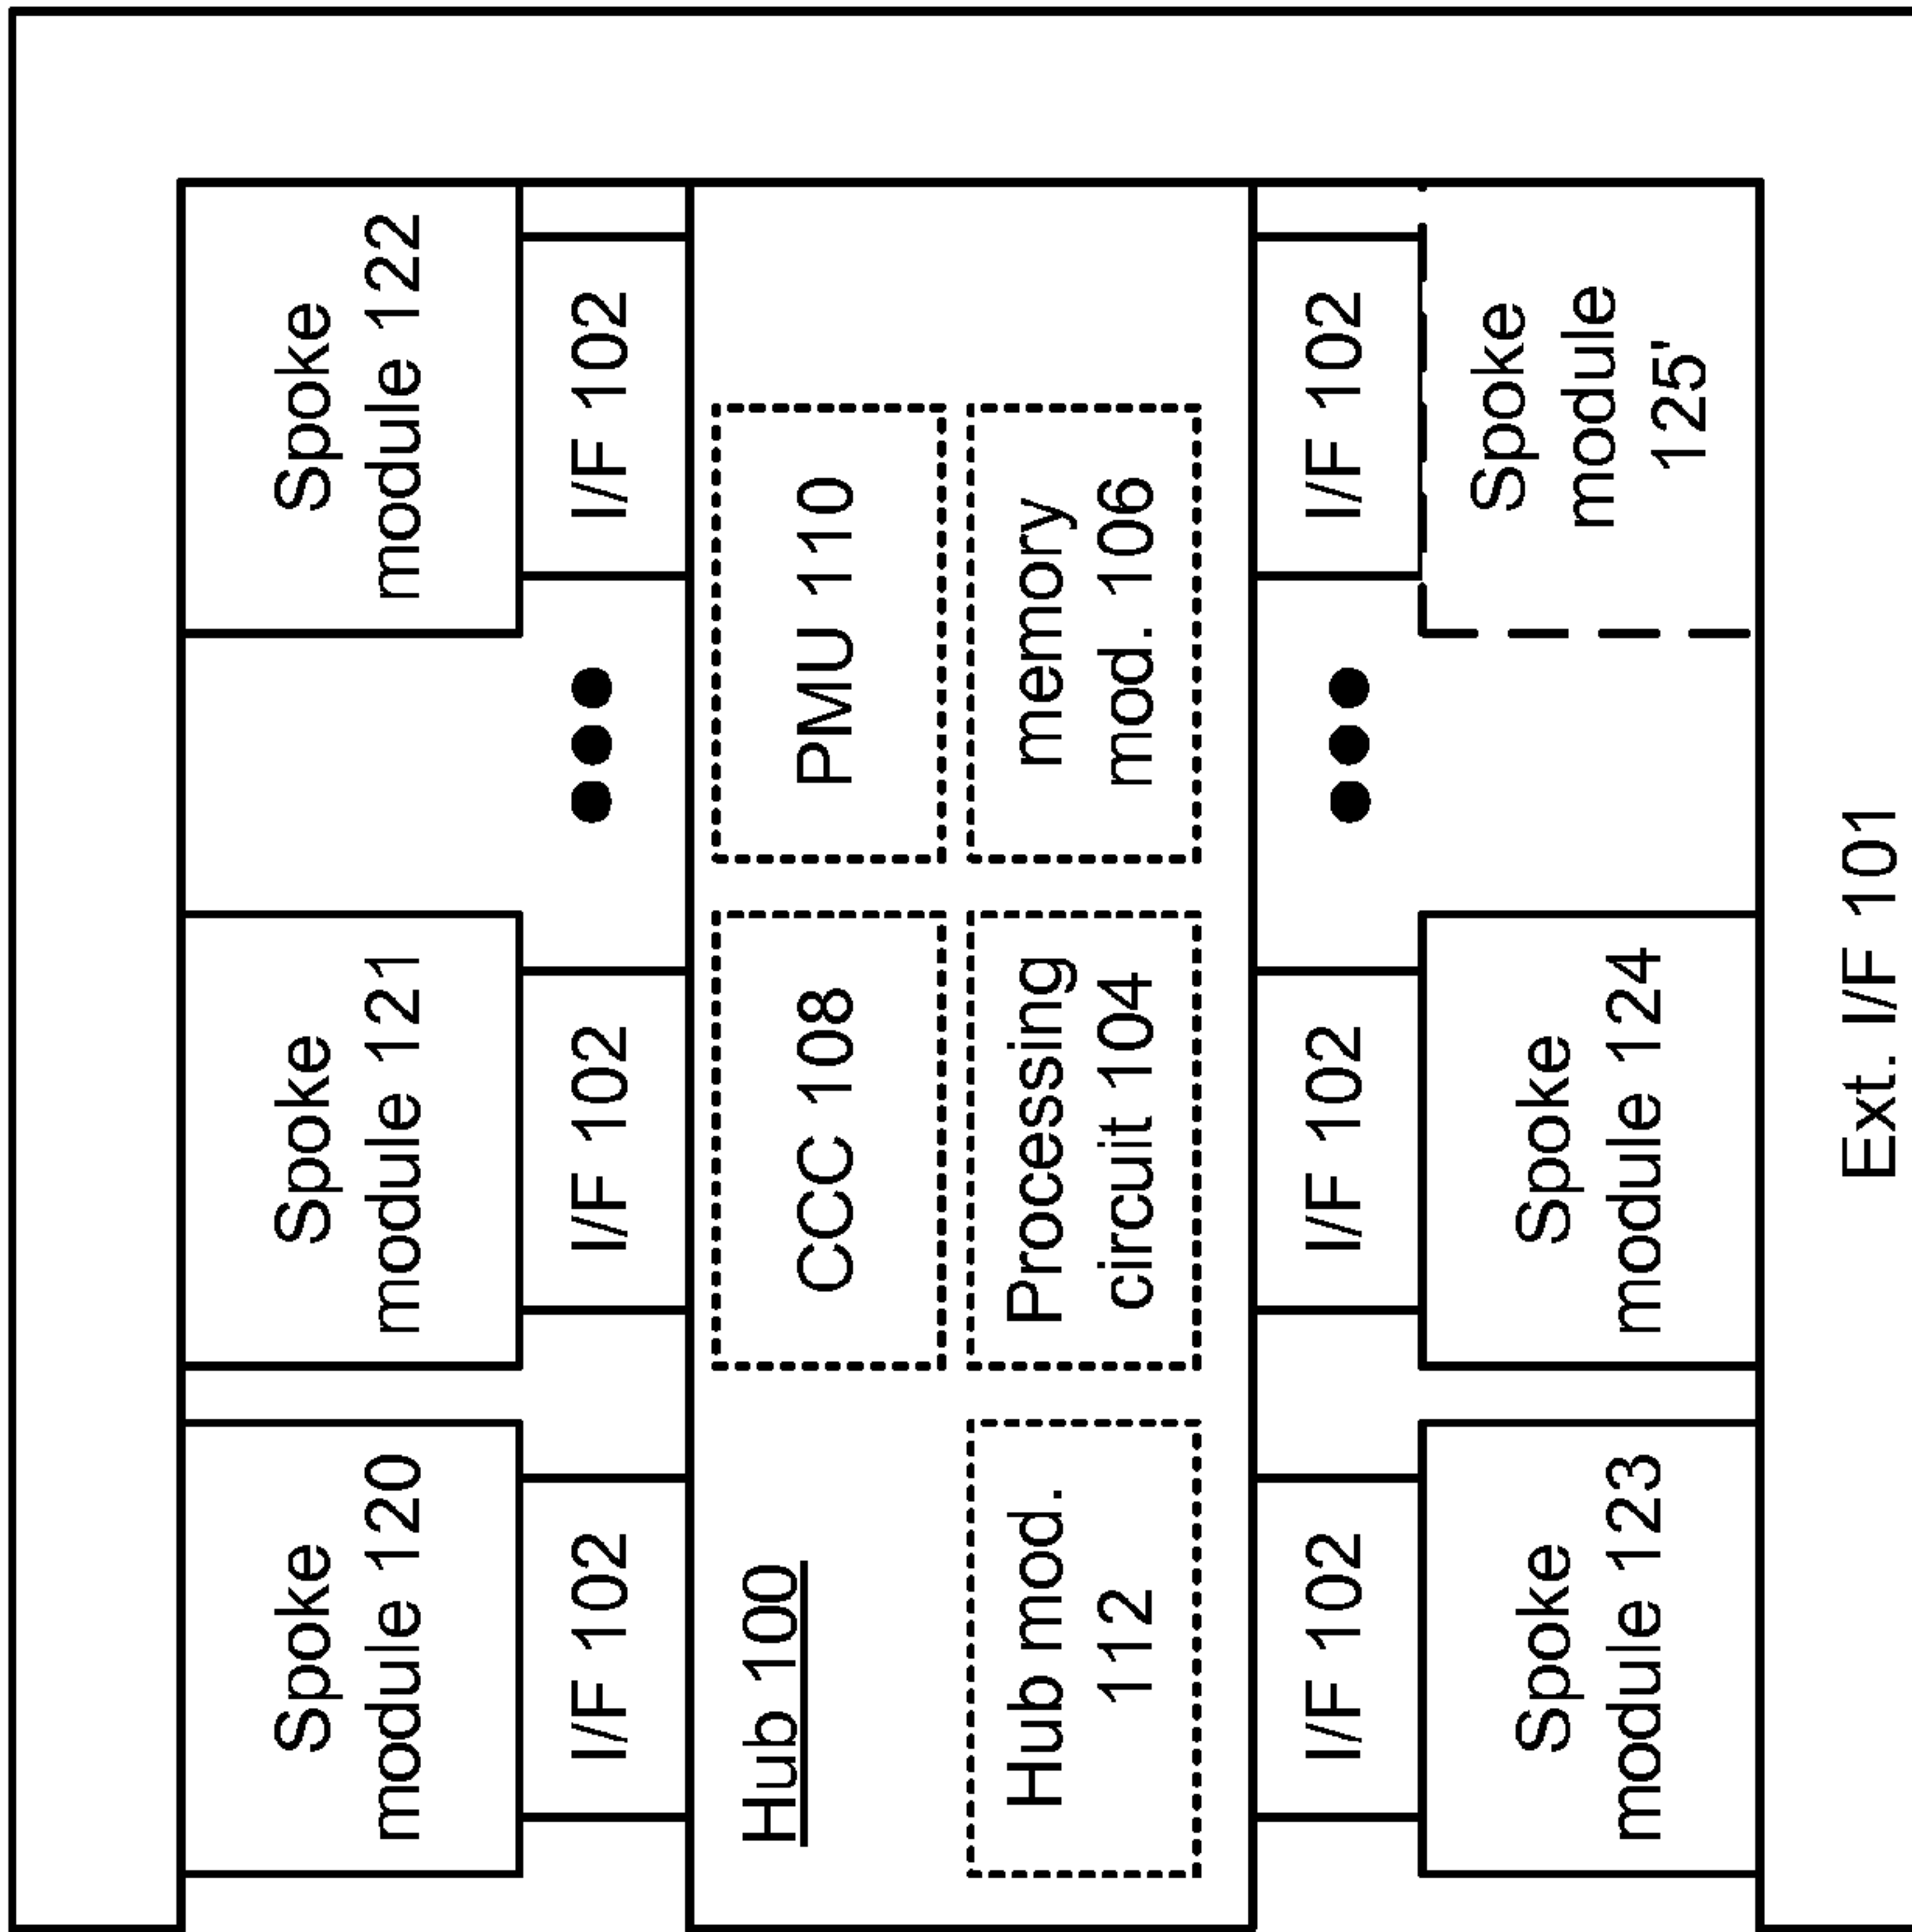 Spoke
module 120
Spoke
module 121
Spoke
module 122
I/F 102
I/F 102
I/F 102
Hub 100
CCC 108
PMU 110
Hub mod.
112
Processing
circuit 104
memory
mod. 106
I/F 102
I/F 102
I/F 102
Spoke
module 123
Spoke
module 124
Spoke
module
125'
Ext. I/F 101